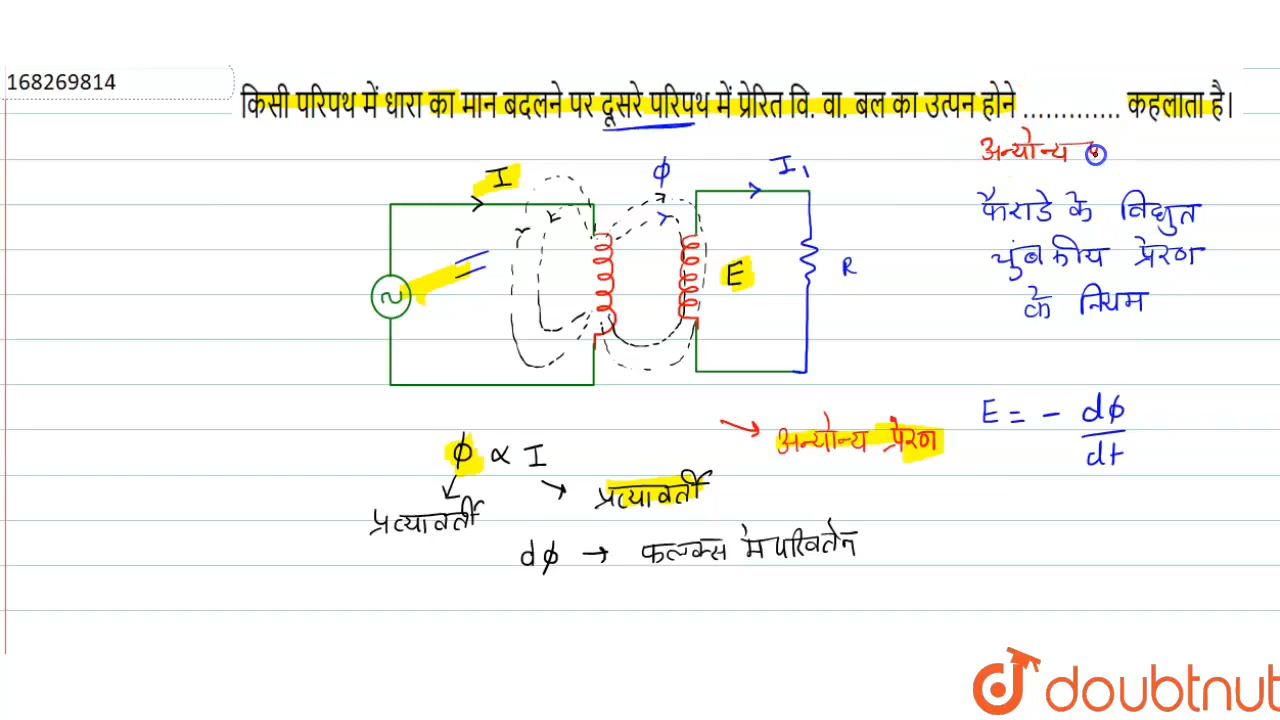 168269814
किसी परिपथ में धारा का मान बदलने पर दूसरे परिपथ में प्रेरित वि. वा. बल का उत्पन होने ............. कहलाता है।
अन्योन्य
I
ϕ
I₁
फैराडे के विद्युत
चुंबकीय प्रेरण
के नियम
E
R
E = - dϕ/dt
अन्योन्य प्रेरण
ϕ ∝ I
प्रत्यावर्ती
प्रत्यावर्ती
dϕ → फलक्स मे परिवर्तन
doubtnut